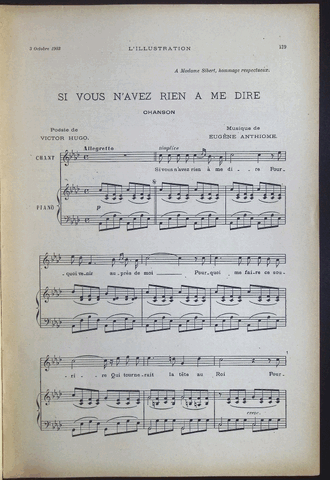 L'ILLUSTRATION
119
A Madame Sibert, hommage respectueux.
SI VOUS N'AVEZ RIEN A ME DIRE
CHANSON
Poésie de
VICTOR HUGO.
Musique de
EUGÈNE ANTHIOME.
Allegretto
simplice
CHANT
Si vous n'avez rien à me di - re Pour -
PIANO
p
quoi ve-nir au-près de moi Pour-quoi me fai-re ce sou -
ri - re Qui tourne-rait la tête au Roi Pour -
cresc.